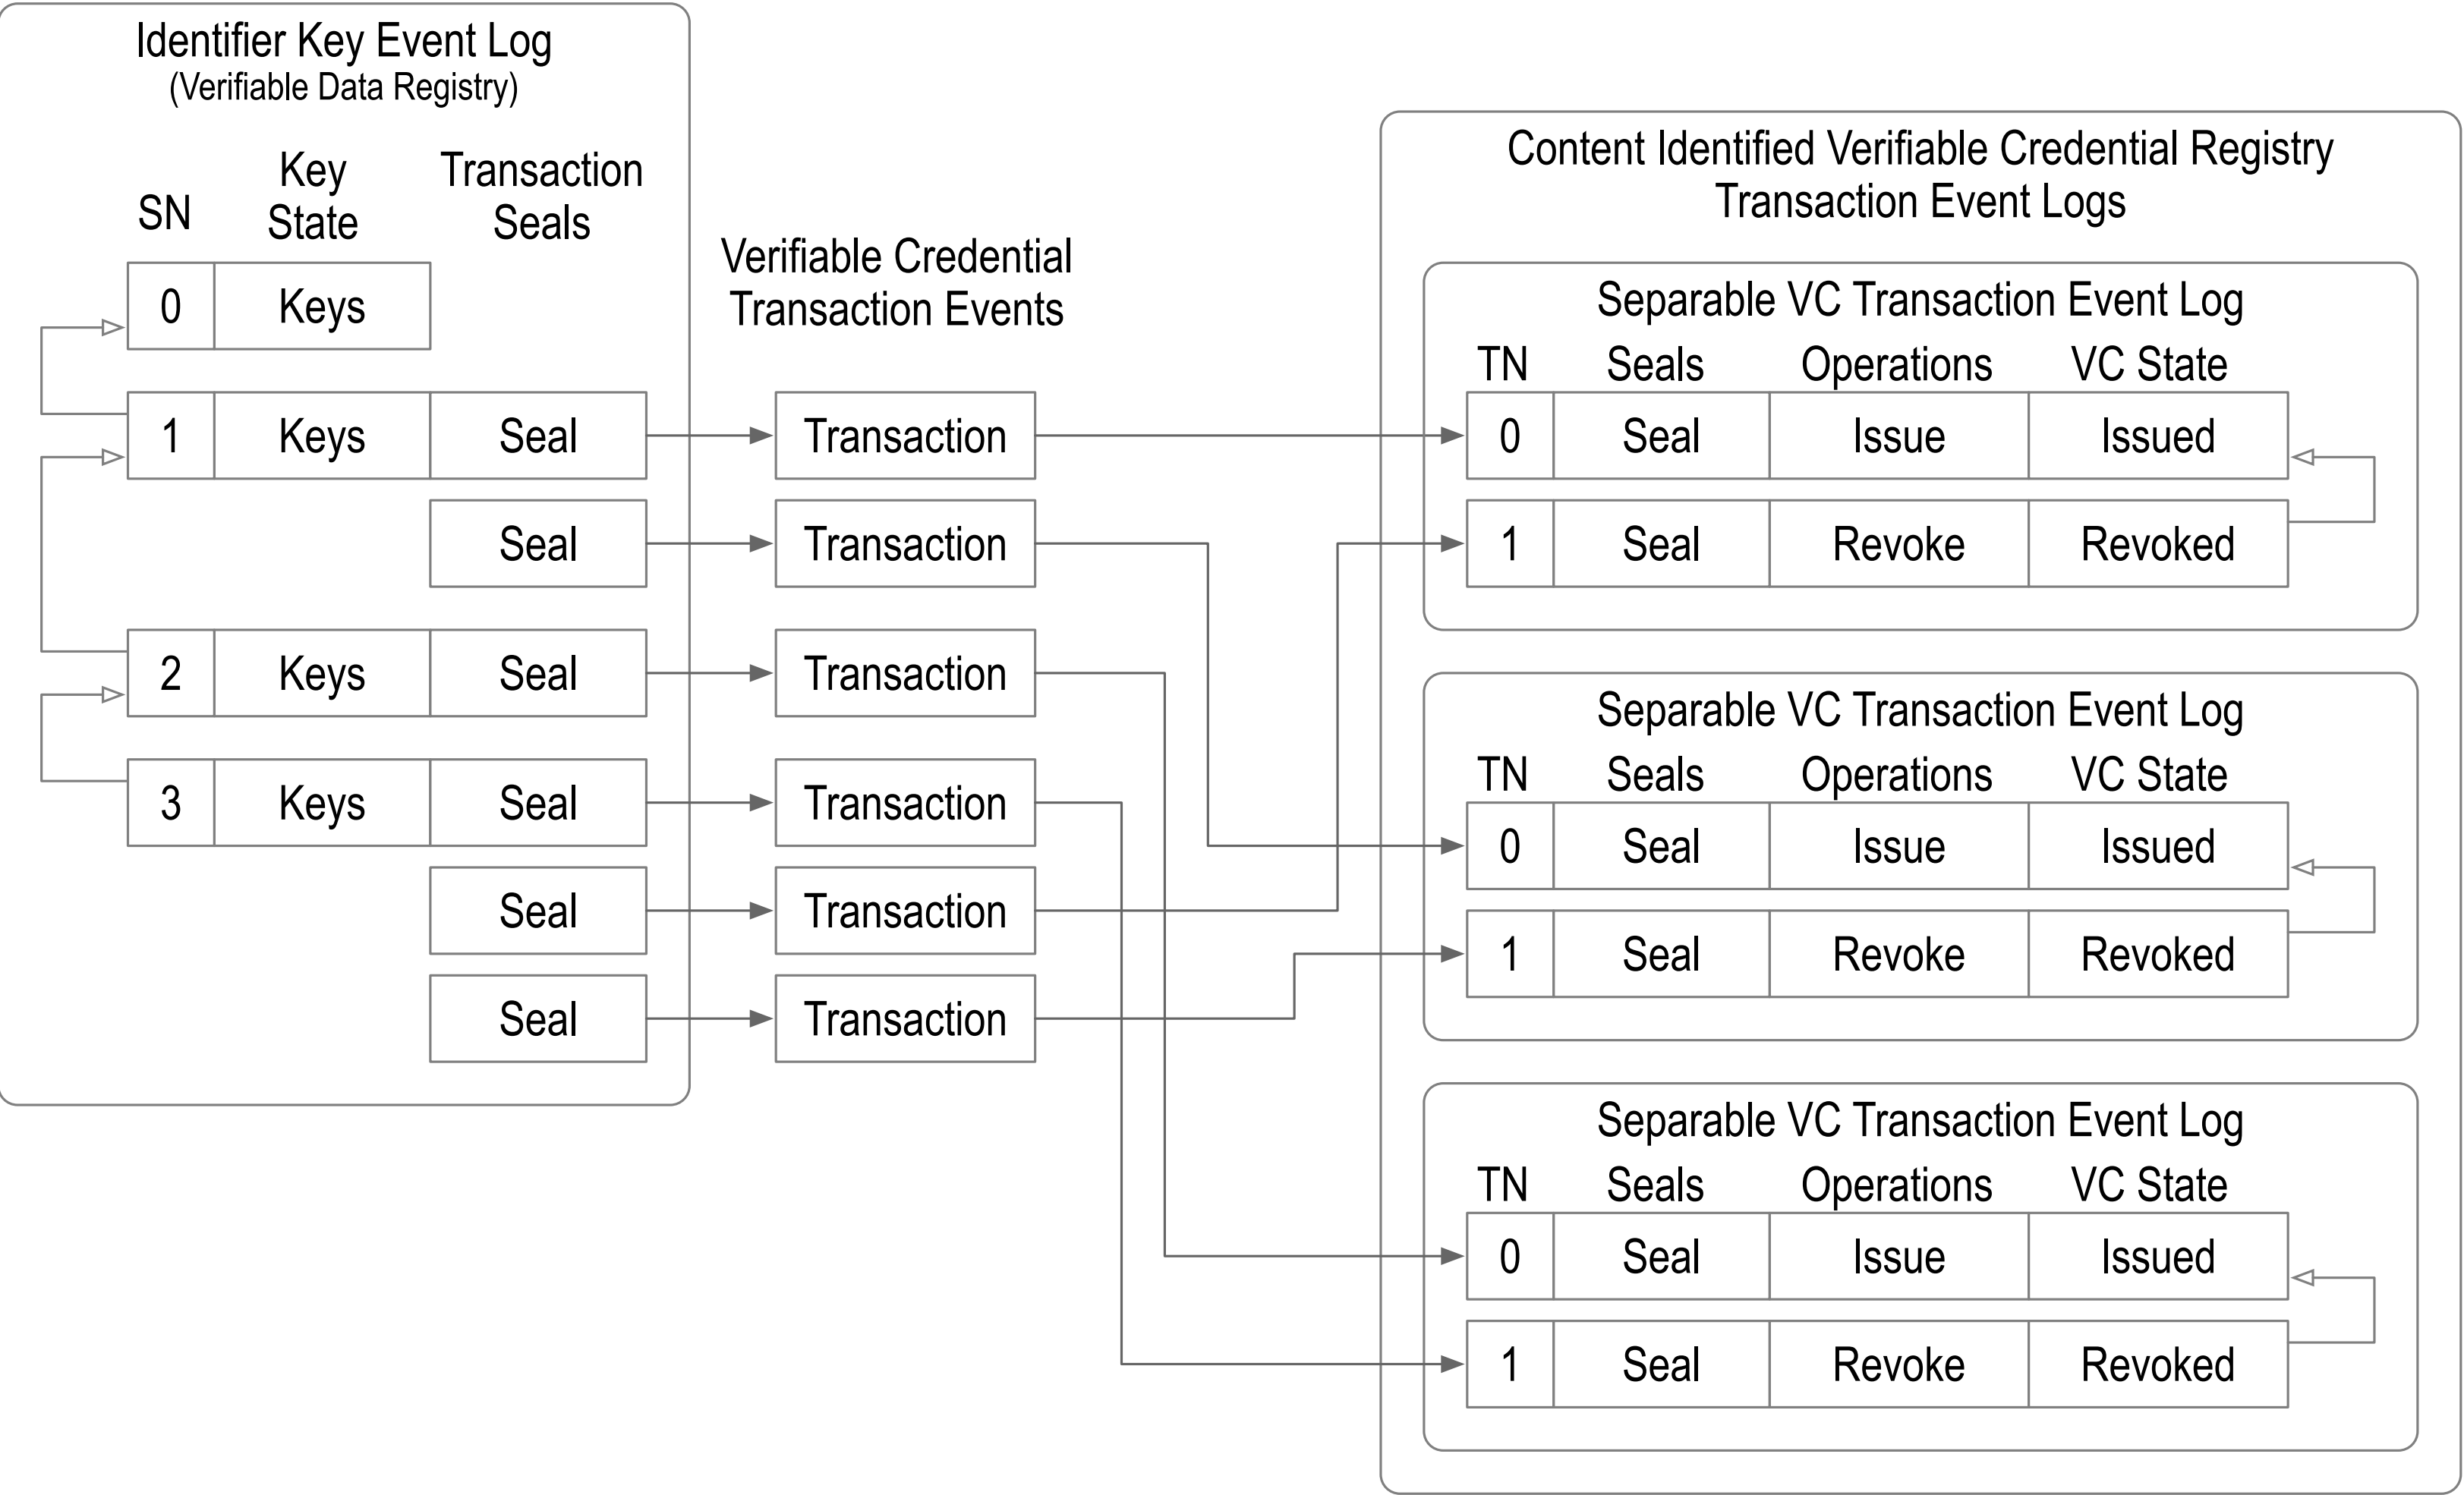 Identifier Key Event Log
(Verifiable Data Registry)
SN
Key
State
Transaction
Seals
0
Keys
1
Keys
Seal
Seal
2
Keys
Seal
3
Keys
Seal
Seal
Seal
Verifiable Credential
Transaction Events
Transaction
Transaction
Transaction
Transaction
Transaction
Transaction
Content Identified Verifiable Credential Registry
Transaction Event Logs
Separable VC Transaction Event Log
TN Seals Operations VC State
0 Seal Issue Issued
1 Seal Revoke Revoked
Separable VC Transaction Event Log
TN Seals Operations VC State
0 Seal Issue Issued
1 Seal Revoke Revoked
Separable VC Transaction Event Log
TN Seals Operations VC State
0 Seal Issue Issued
1 Seal Revoke Revoked